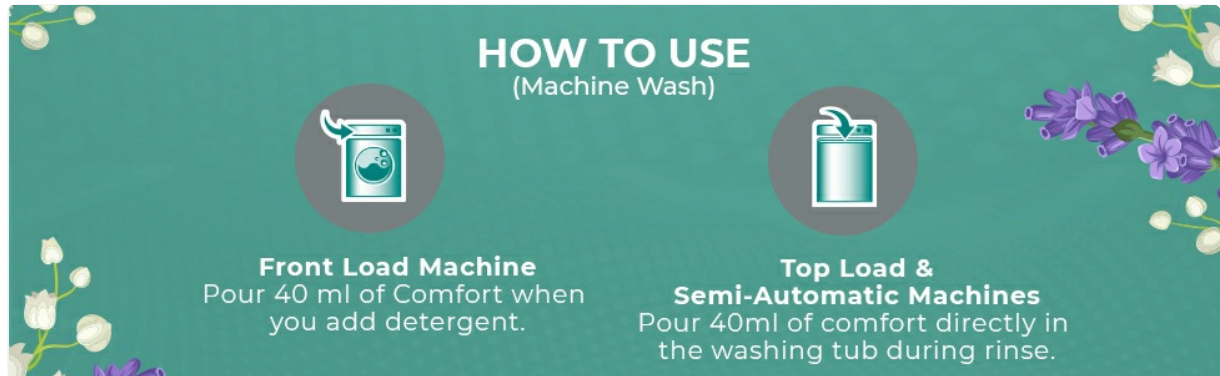 HOW TO USE
(Machine Wash)
Front Load Machine
Pour 40 ml of Comfort when
you add detergent.
Top Load &
Semi-Automatic Machines
Pour 40ml of comfort directly in
the washing tub during rinse.